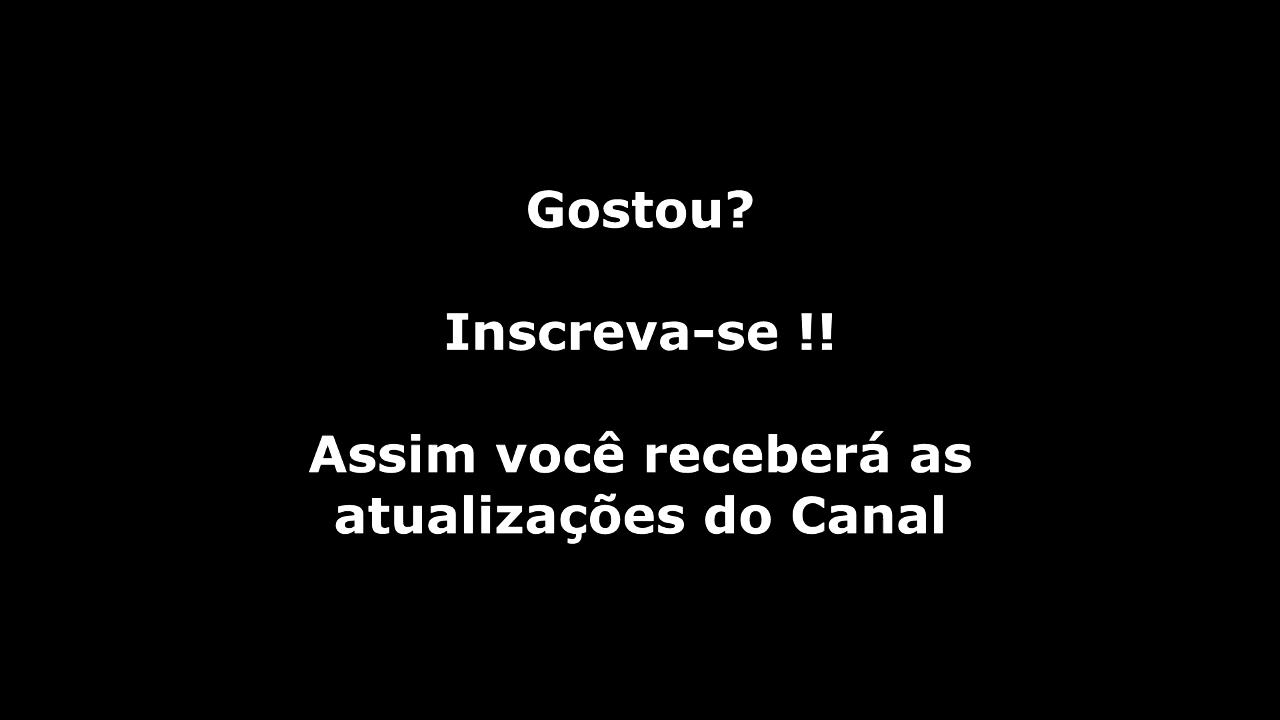 Gostou?
Inscreva-se !!
Assim você receberá as
atualizações do Canal